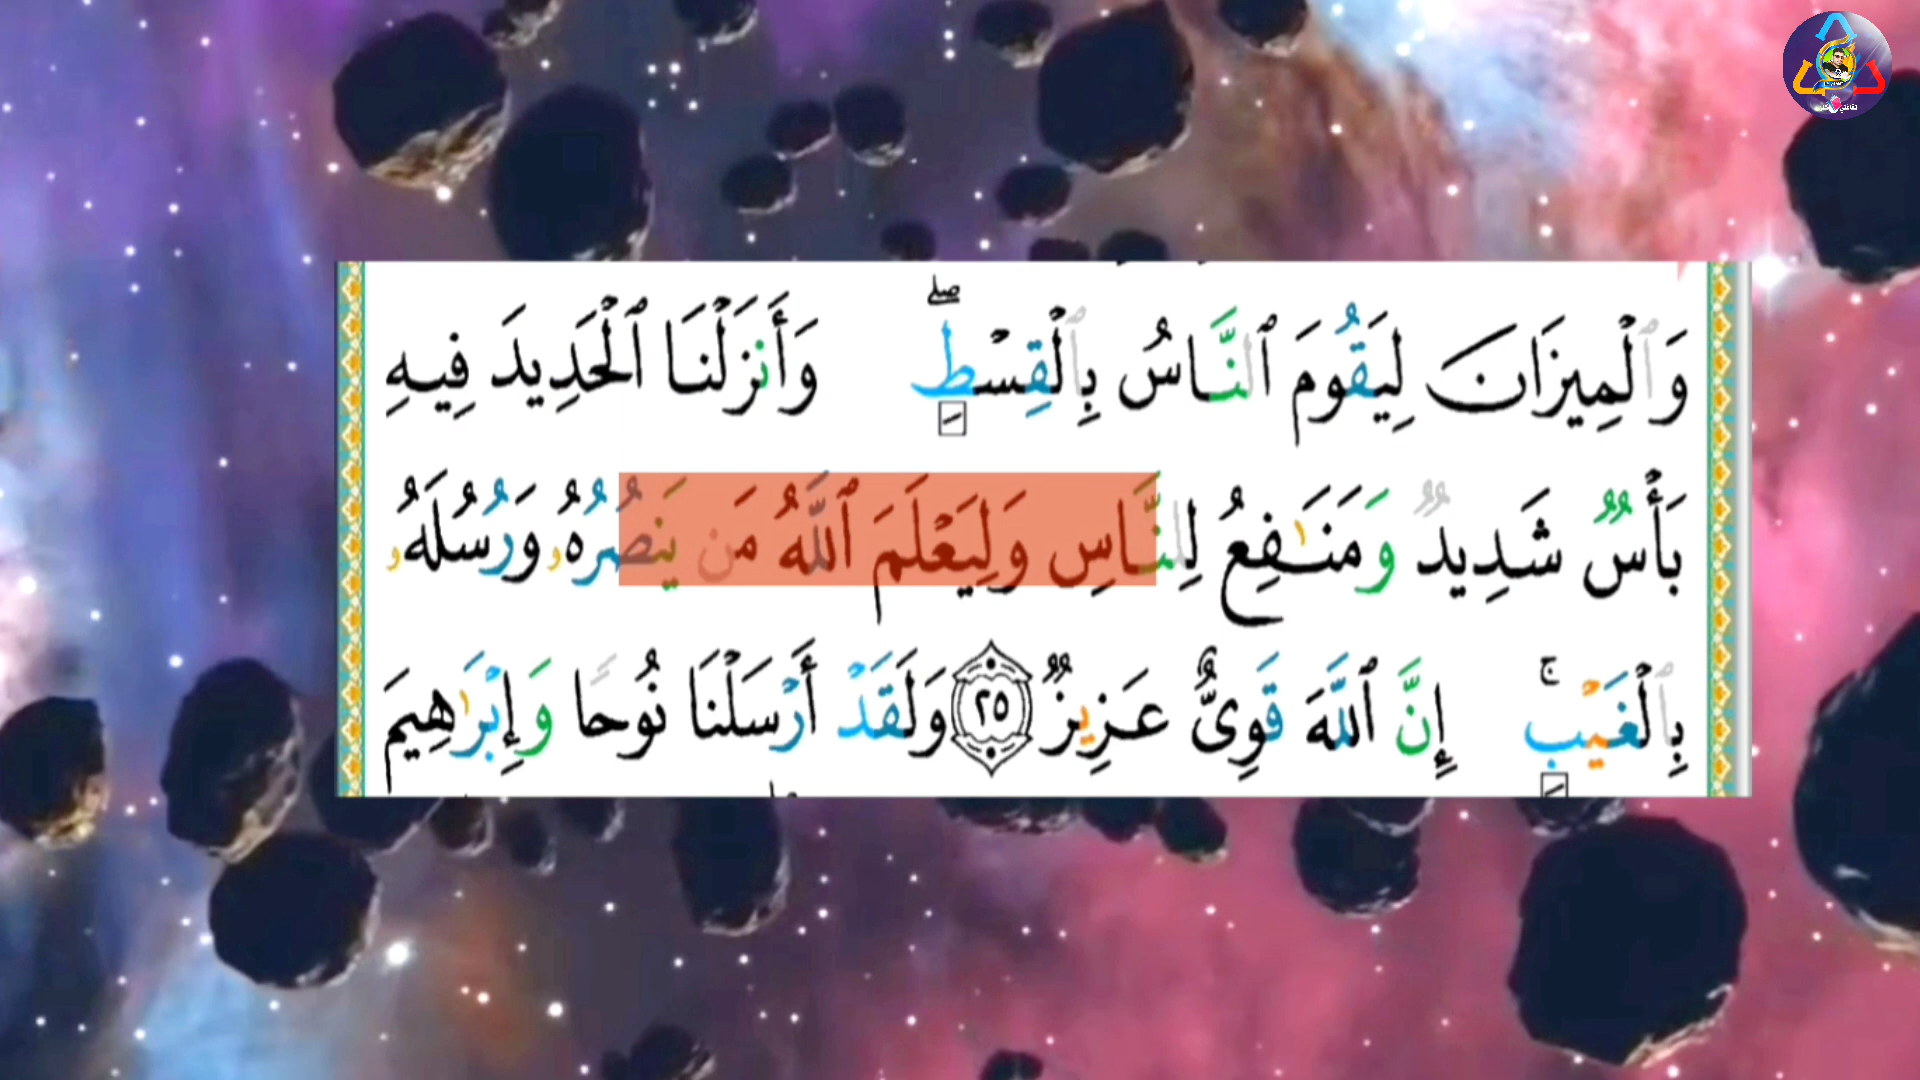 وَٱلْمِيزَانَ لِيَقُومَ ٱلنَّاسُ بِٱلْقِسْطِۖ وَأَنزَلْنَا ٱلْحَدِيدَ فِيهِ
بَأْسٌ شَدِيدٌ وَمَنَٰفِعُ لِلنَّاسِ وَلِيَعْلَمَ ٱللَّهُ مَن يَنصُرُهُۥ وَرُسُلَهُۥ
بِٱلْغَيْبِۚ إِنَّ ٱللَّهَ قَوِىٌّ عَزِيزٌ ٢٥ وَلَقَدْ أَرْسَلْنَا نُوحًا وَإِبْرَٰهِيمَ